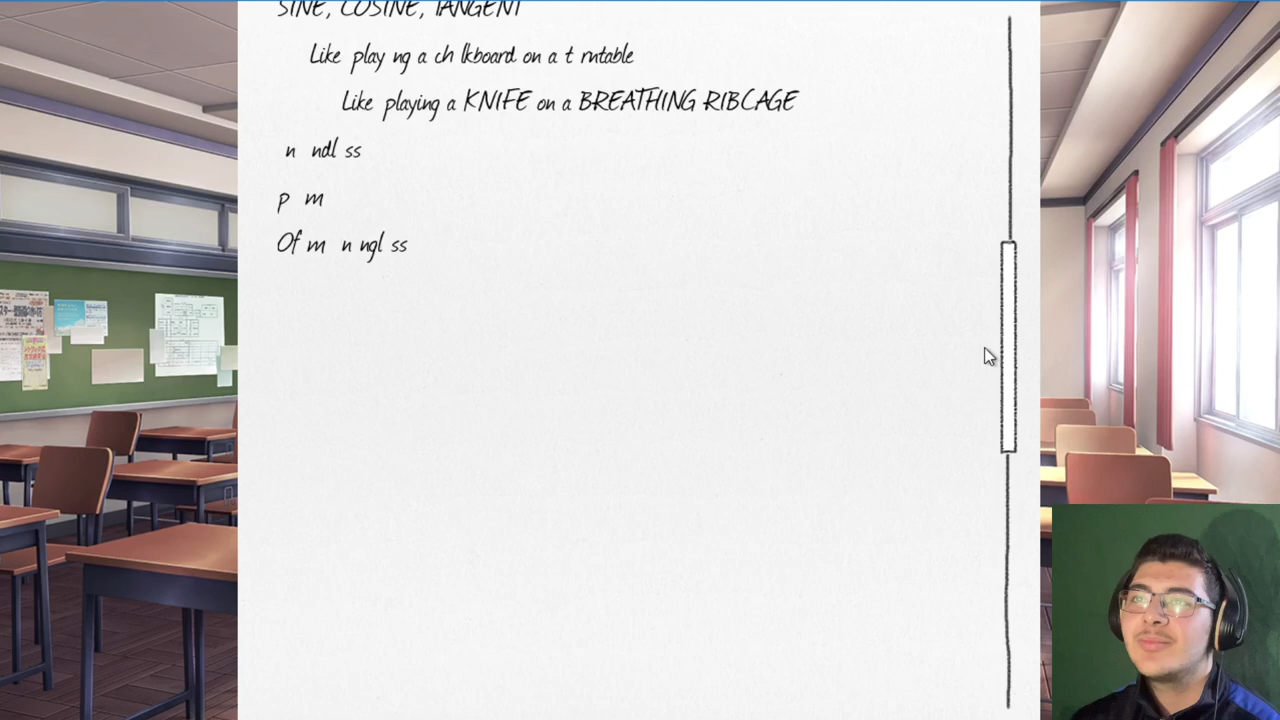 SINE, COSINE, TANGENT
Like play ng a ch lkboard on a t rntable
Like playing a KNIFE on a BREATHING RIBCAGE
n ndl ss
p m
Of m n ngl ss